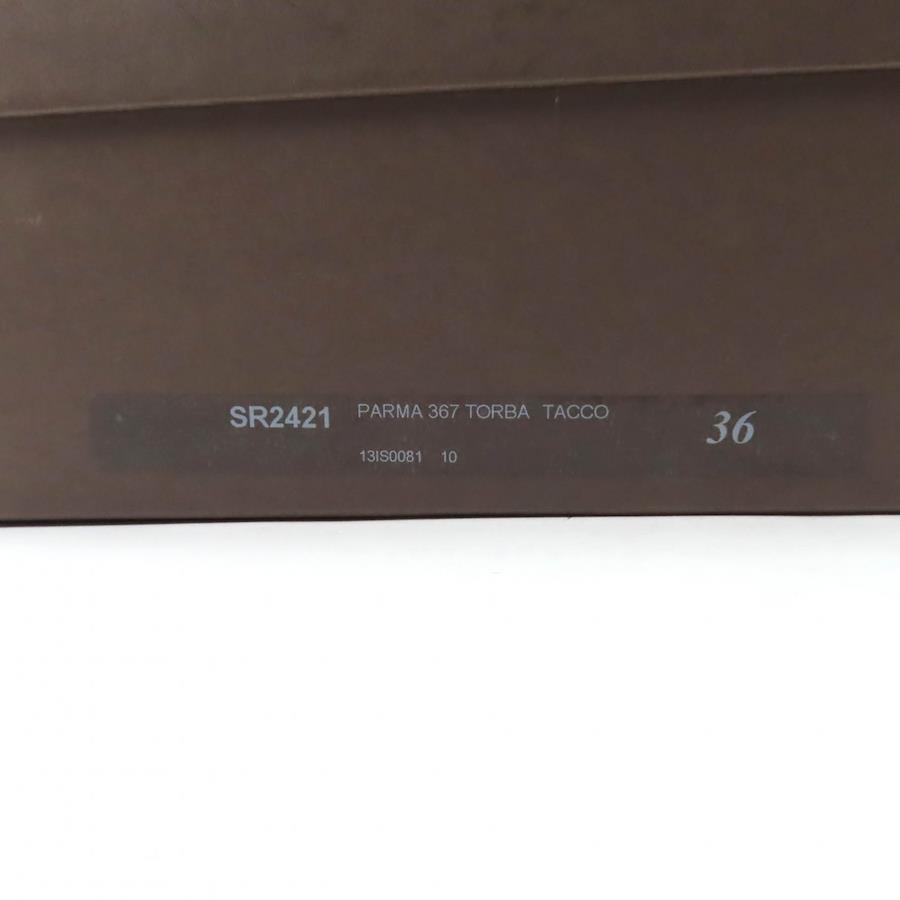 SR2421 PARMA 367 TORBA TACCO 36
13IS0081 10